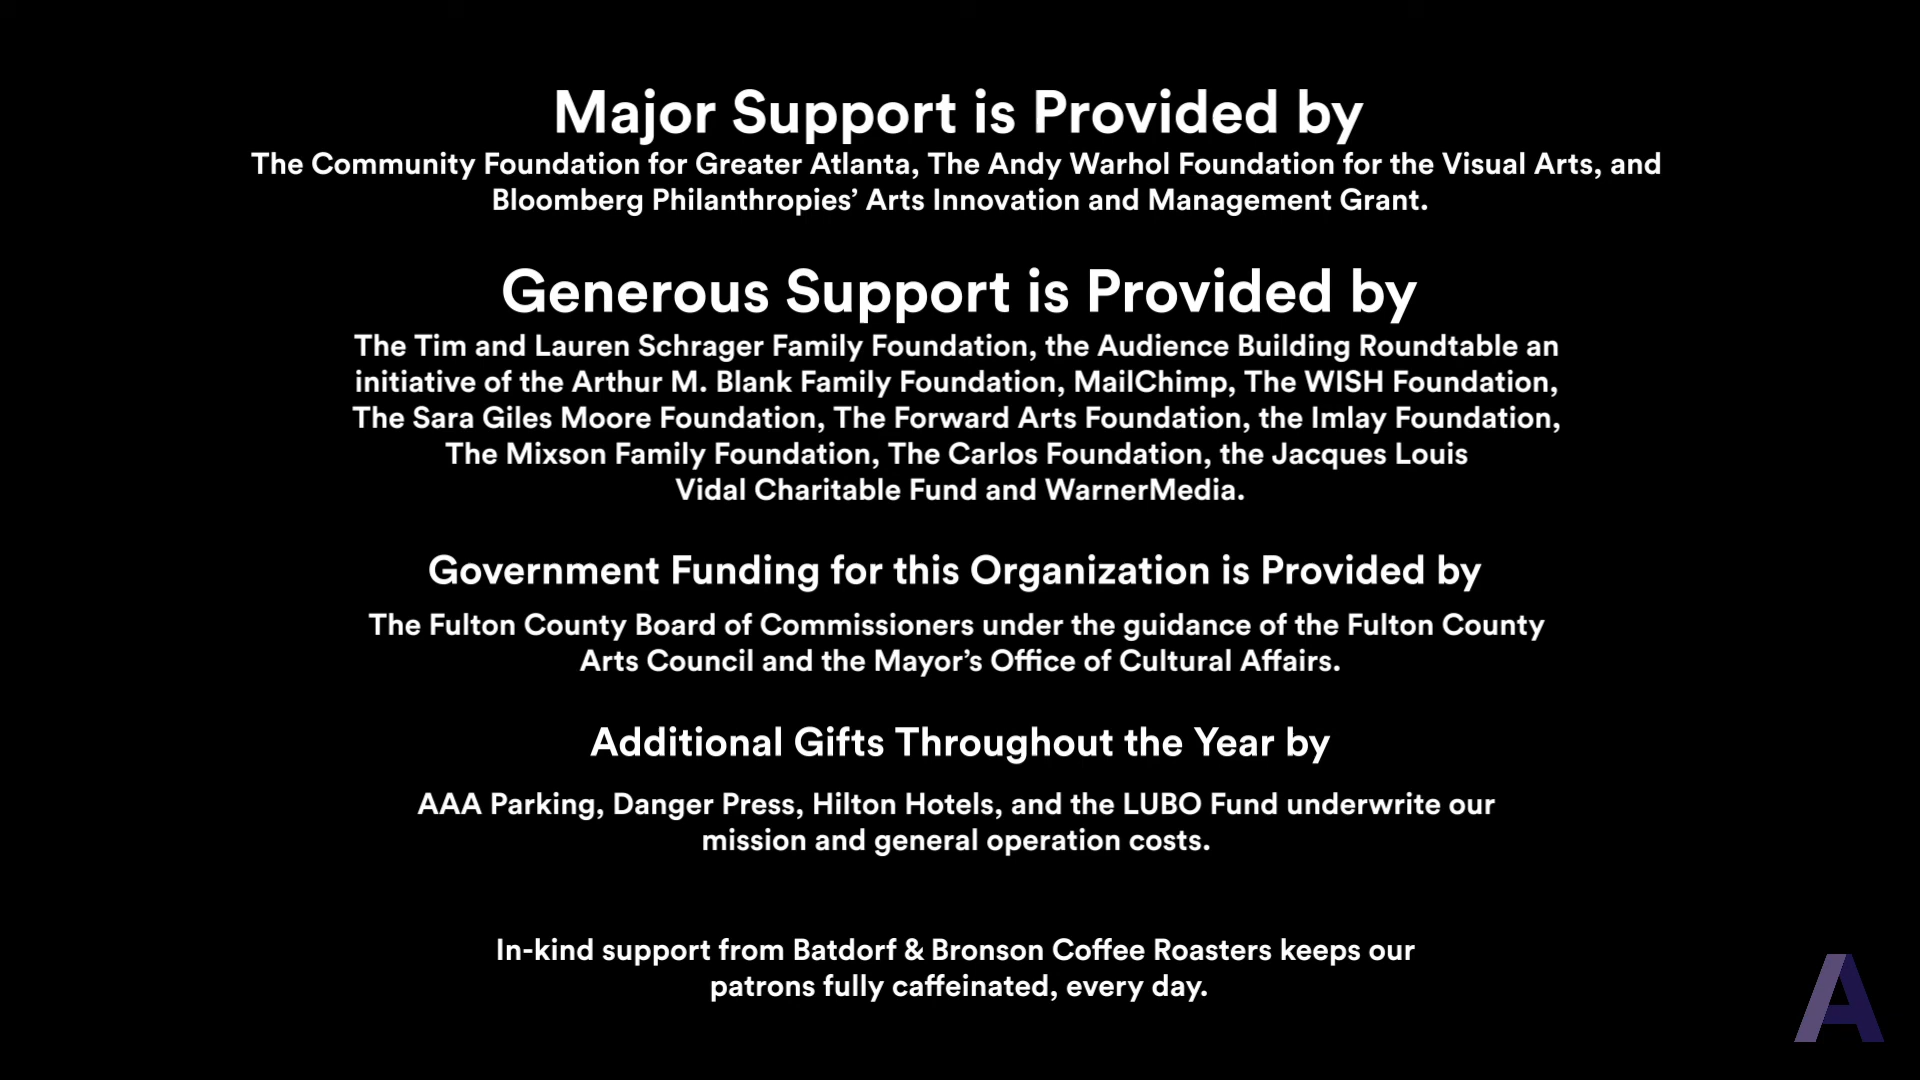 Major Support is Provided by
The Community Foundation for Greater Atlanta, The Andy Warhol Foundation for the Visual Arts, and
Bloomberg Philanthropies’ Arts Innovation and Management Grant.
Generous Support is Provided by
The Tim and Lauren Schrager Family Foundation, the Audience Building Roundtable an
initiative of the Arthur M. Blank Family Foundation, MailChimp, The WISH Foundation,
The Sara Giles Moore Foundation, The Forward Arts Foundation, the Imlay Foundation,
The Mixson Family Foundation, The Carlos Foundation, the Jacques Louis
Vidal Charitable Fund and WarnerMedia.
Government Funding for this Organization is Provided by
The Fulton County Board of Commissioners under the guidance of the Fulton County
Arts Council and the Mayor’s Office of Cultural Affairs.
Additional Gifts Throughout the Year by
AAA Parking, Danger Press, Hilton Hotels, and the LUBO Fund underwrite our
mission and general operation costs.
In-kind support from Batdorf & Bronson Coffee Roasters keeps our
patrons fully caffeinated, every day.
A